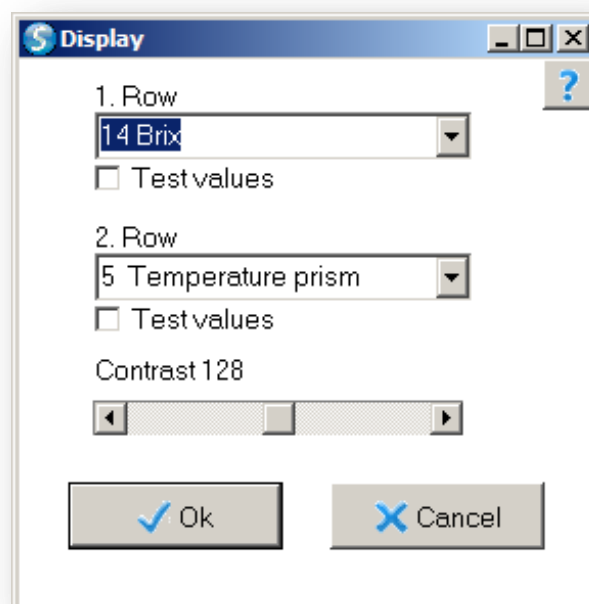 Display
?
1. Row
14 Brix
Test values
2. Row
5 Temperature prism
Test values
Contrast 128
Ok
Cancel